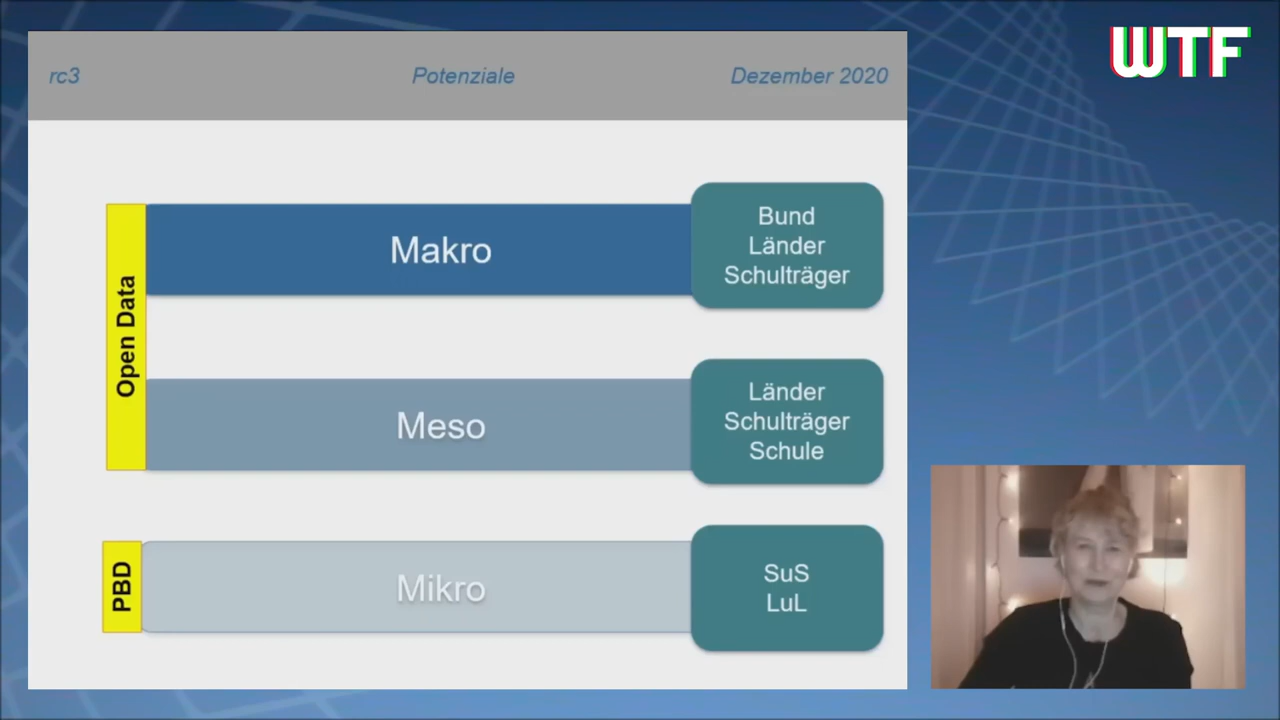 WTF
rc3
Potenziale
Dezember 2020
Open Data
Makro
Bund
Länder
Schulträger
Meso
Länder
Schulträger
Schule
PBD
Mikro
SuS
LuL